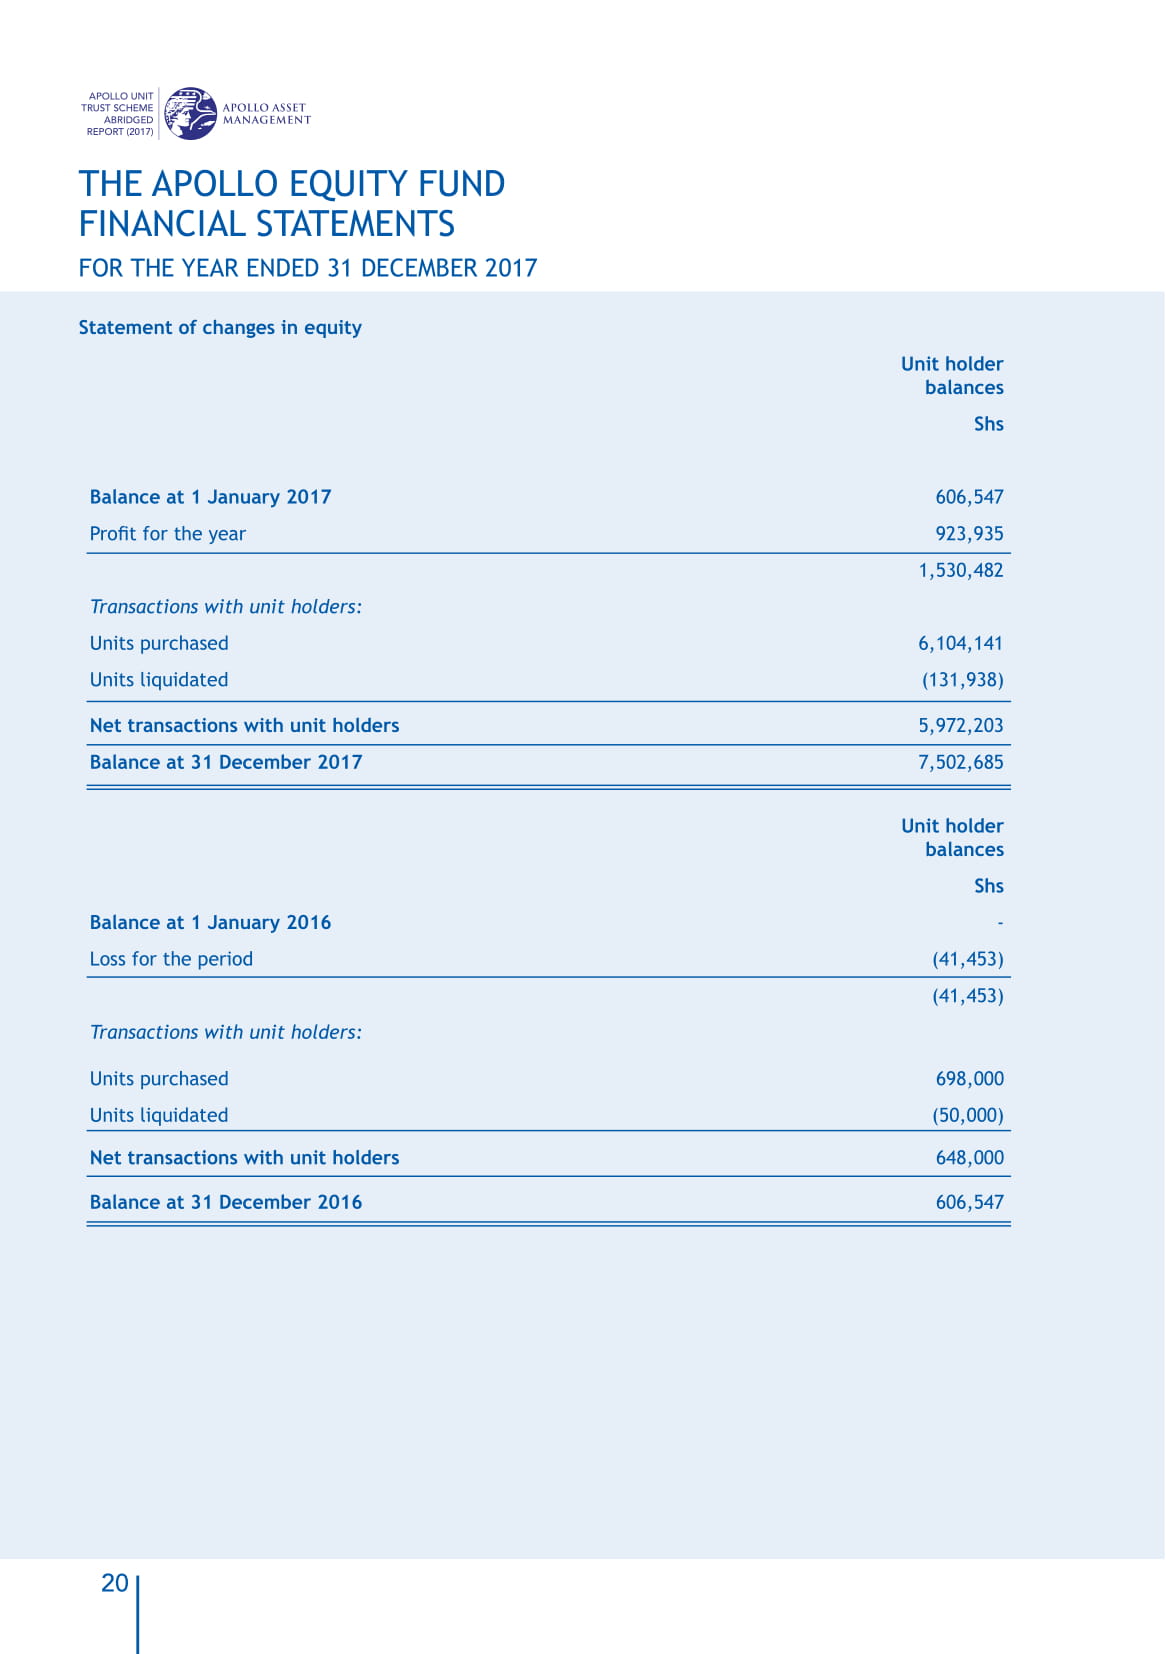 APOLLO UNIT
TRUST SCHEME
ABRIDGED
REPORT (2017)
APOLLO ASSET
MANAGEMENT
THE APOLLO EQUITY FUND
FINANCIAL STATEMENTS
FOR THE YEAR ENDED 31 DECEMBER 2017
Statement of changes in equity
Unit holder
balances
Shs
Balance at 1 January 2017 606,547
Profit for the year 923,935
1,530,482
Transactions with unit holders:
Units purchased 6,104,141
Units liquidated (131,938)
Net transactions with unit holders 5,972,203
Balance at 31 December 2017 7,502,685
Unit holder
balances
Shs
Balance at 1 January 2016 -
Loss for the period (41,453)
(41,453)
Transactions with unit holders:
Units purchased 698,000
Units liquidated (50,000)
Net transactions with unit holders 648,000
Balance at 31 December 2016 606,547
20